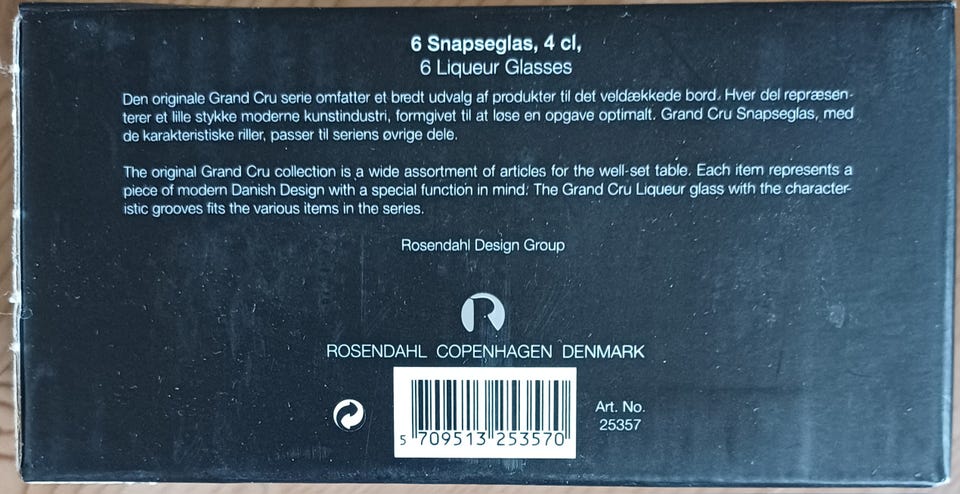 6 Snapseglas, 4 cl,
6 Liqueur Glasses
Den originale Grand Cru serie omfatter et bredt udvalg af produkter til det veldækkede bord. Hver del repræsen-
terer et lille stykke moderne kunstindustri, formgivet til at løse en opgave optimalt. Grand Cru Snapseglas, med
de karakteristiske riller, passer til seriens øvrige dele.
The original Grand Cru collection is a wide assortment of articles for the well-set table. Each item represents a
piece of modern Danish Design with a special function in mind. The Grand Cru Liqueur glass with the character-
istic grooves fits the various items in the series.
Rosendahl Design Group
R
ROSENDAHL COPENHAGEN DENMARK
Art. No.
25357
5 709513 253570